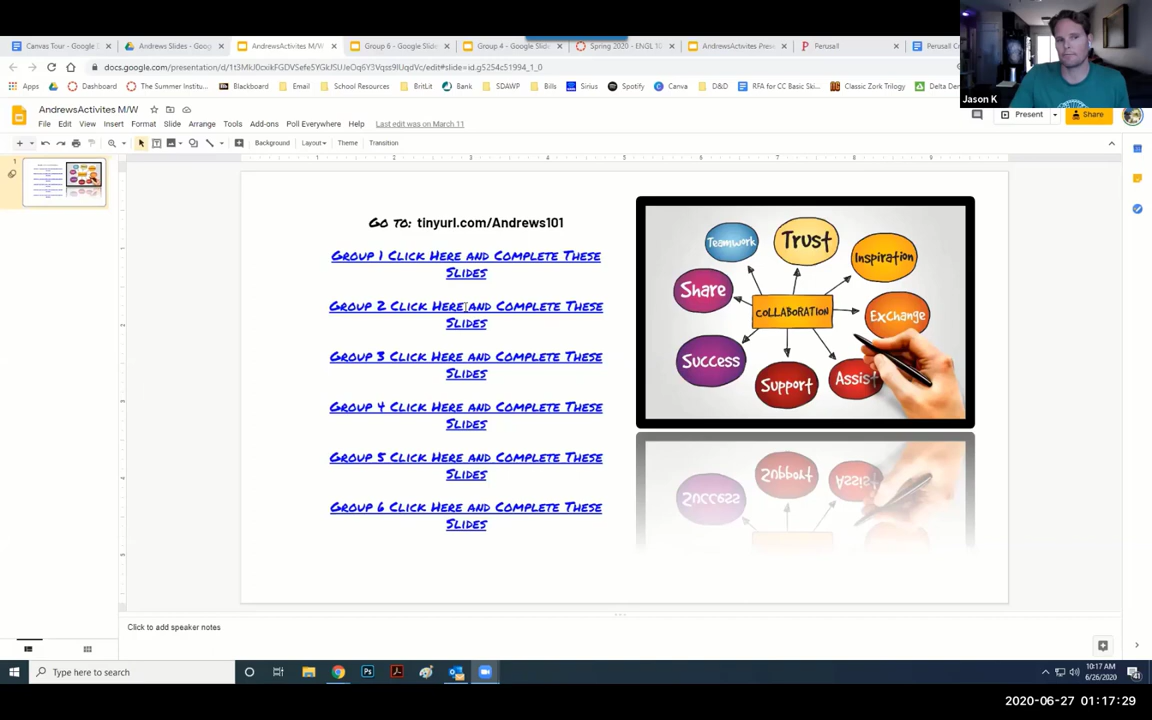 Canvas Tour - Google
Andrews Slides - Goog
AndrewsActivites M/W
Group 6 - Google Slides
Group 4 - Google Slides
Spring 2020 - ENGL 1
AndrewsActivites Pres
Perusall
Perusall C
docs.google.com/presentation/d/
Apps
Dashboard
The Summer Institu...
Blackboard
Email
School Resources
BritLit
Bank
SDAWP
Bills
Sirius
Spotify
Canva
D&D
RFA for CC Basic Ski...
Classic Zork Trilogy
Delta Den
Jason K
AndrewsActivites M/W
File Edit View Insert Format Slide Arrange Tools Add-ons Poll Everywhere Help Last edit was on March 11
Present
Share
Background Layout Theme Transition
1
Go to: tinyurl.com/Andrews101
Group 1 Click Here and Complete These
Slides
Group 2 Click Here and Complete These
Slides
Group 3 Click Here and Complete These
Slides
Group 4 Click Here and Complete These
Slides
Group 5 Click Here and Complete These
Slides
Group 6 Click Here and Complete These
Slides
Teamwork
Trust
Inspiration
Share
COLLABORATION
Exchange
Success
Support
Assist
Click to add speaker notes
Type here to search
10:17 AM
6/26/2020
2020-06-27 01:17:29